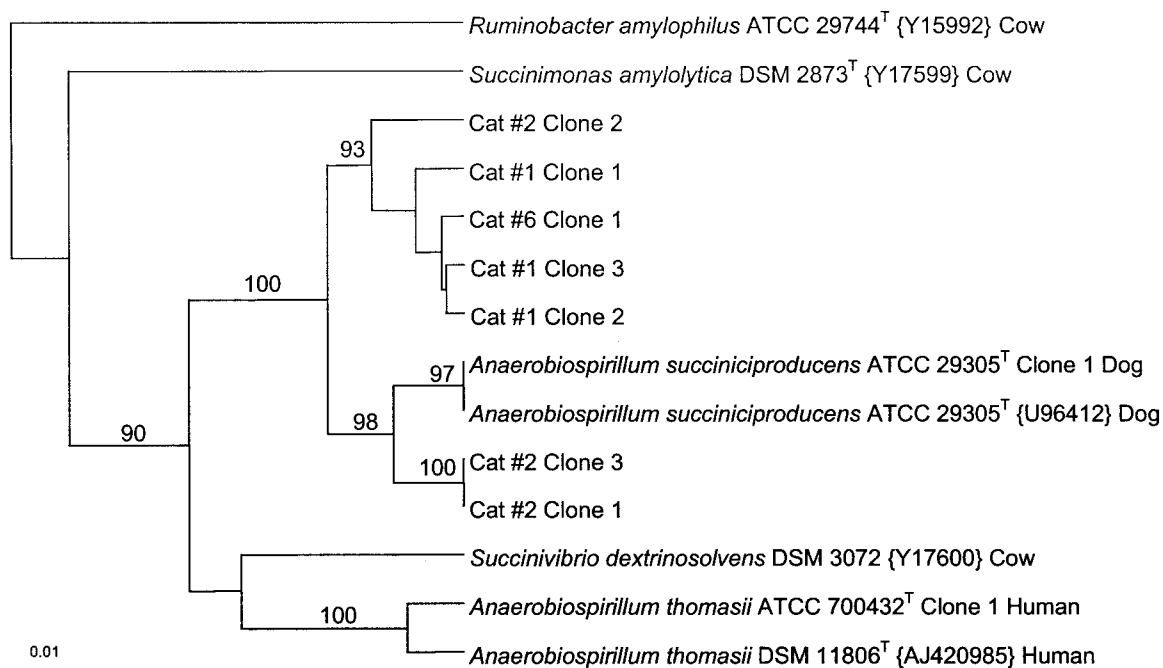 Ruminobacter amylophilus ATCC 29744T {Y15992} Cow
Succinimonas amylolytica DSM 2873T {Y17599} Cow
Cat #2 Clone 2
93
Cat #1 Clone 1
Cat #6 Clone 1
Cat #1 Clone 3
100
Cat #1 Clone 2
Anaerobiospirillum succiniciproducens ATCC 29305T Clone 1 Dog
97
Anaerobiospirillum succiniciproducens ATCC 29305T {U96412} Dog
98
90
Cat #2 Clone 3
100
Cat #2 Clone 1
Succinivibrio dextrinosolvens DSM 3072 {Y17600} Cow
Anaerobiospirillum thomasii ATCC 700432T Clone 1 Human
100
Anaerobiospirillum thomasii DSM 11806T {AJ420985} Human
0.01